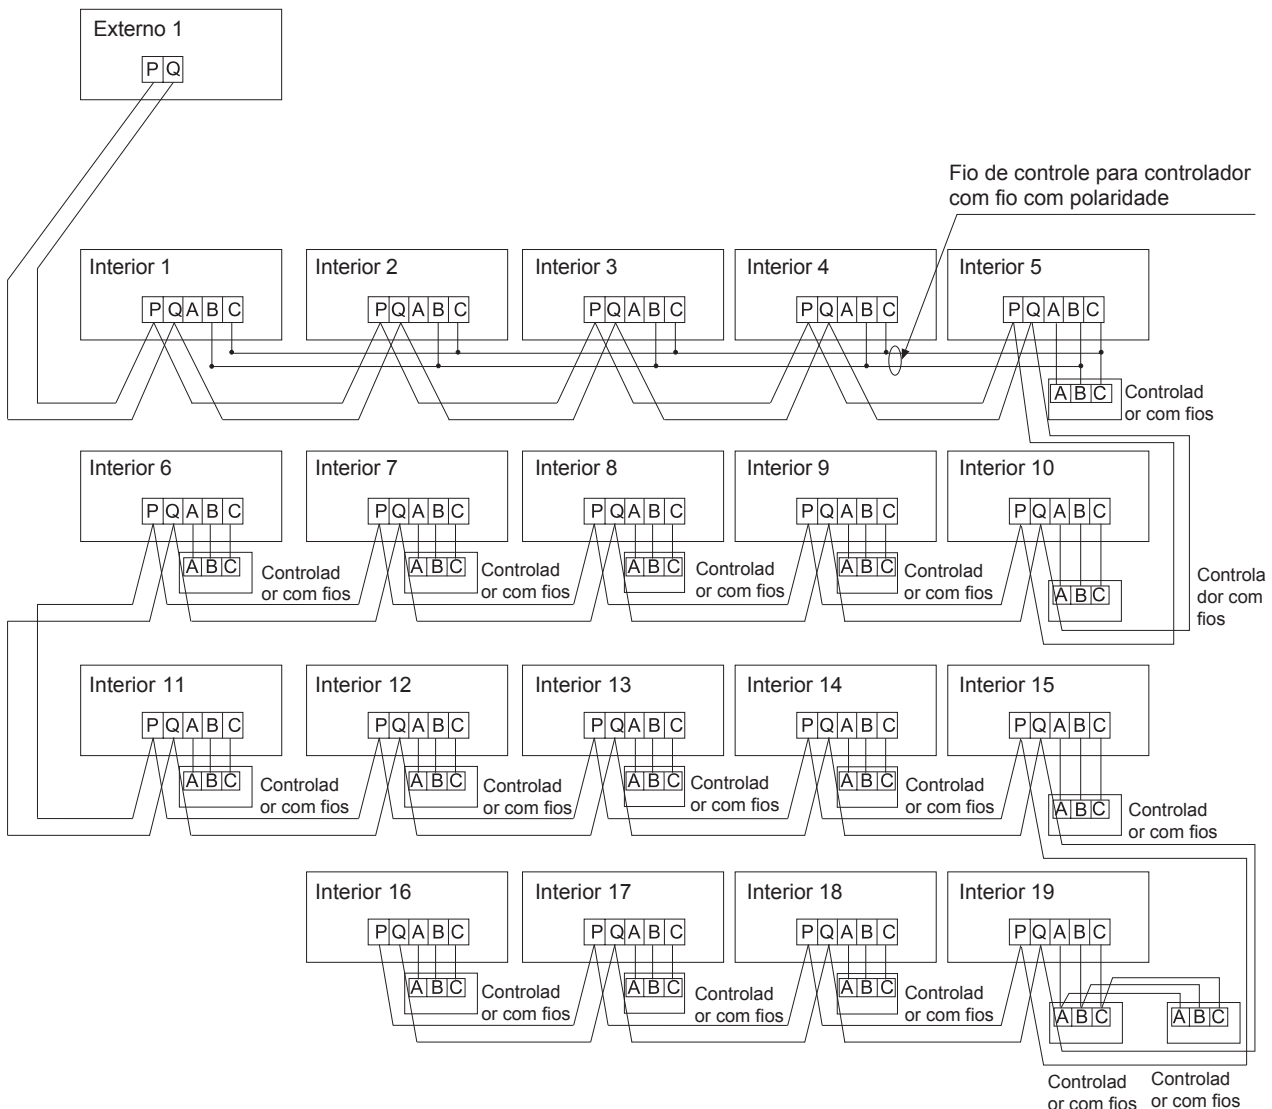 Externo 1
P Q
Fio de controle para controlador
com fio com polaridade
Interior 1
Interior 2
Interior 3
Interior 4
Interior 5
P Q A B C
P Q A B C
P Q A B C
P Q A B C
P Q A B C
A B C
Controlad
or com fios
Interior 6
Interior 7
Interior 8
Interior 9
Interior 10
P Q A B C
P Q A B C
P Q A B C
P Q A B C
P Q A B C
A B C
Controlad
or com fios
A B C
Controlad
or com fios
A B C
Controlad
or com fios
A B C
Controlad
or com fios
A B C
Controla
dor com
fios
Interior 11
Interior 12
Interior 13
Interior 14
Interior 15
P Q A B C
P Q A B C
P Q A B C
P Q A B C
P Q A B C
A B C
Controlad
or com fios
A B C
Controlad
or com fios
A B C
Controlad
or com fios
A B C
Controlad
or com fios
A B C
Controlad
or com fios
Interior 16
Interior 17
Interior 18
Interior 19
P Q A B C
P Q A B C
P Q A B C
P Q A B C
A B C
Controlad
or com fios
A B C
Controlad
or com fios
A B C
Controlad
or com fios
A B C
A B C
Controlad
or com fios
Controlad
or com fios